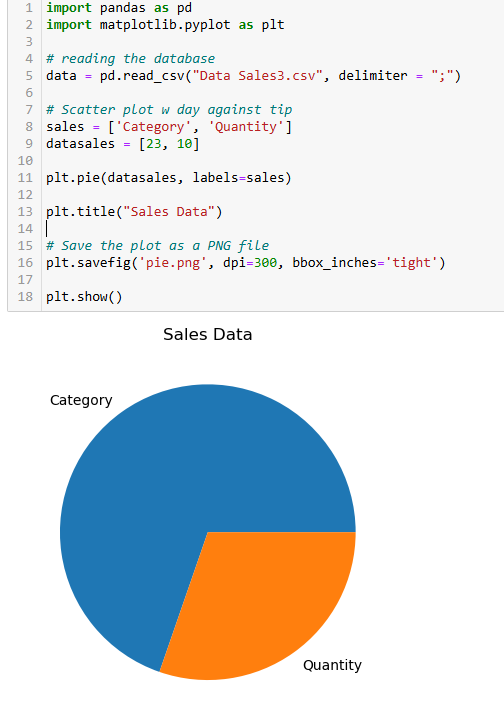 1 import pandas as pd
2 import matplotlib.pyplot as plt
3
4 # reading the database
5 data = pd.read_csv("Data Sales3.csv", delimiter = ";")
6
7 # Scatter plot w day against tip
8 sales = ['Category', 'Quantity']
9 datasales = [23, 10]
10
11 plt.pie(datasales, labels=sales)
12
13 plt.title("Sales Data")
14
15 # Save the plot as a PNG file
16 plt.savefig('pie.png', dpi=300, bbox_inches='tight')
17
18 plt.show()
Sales Data
Category
Quantity